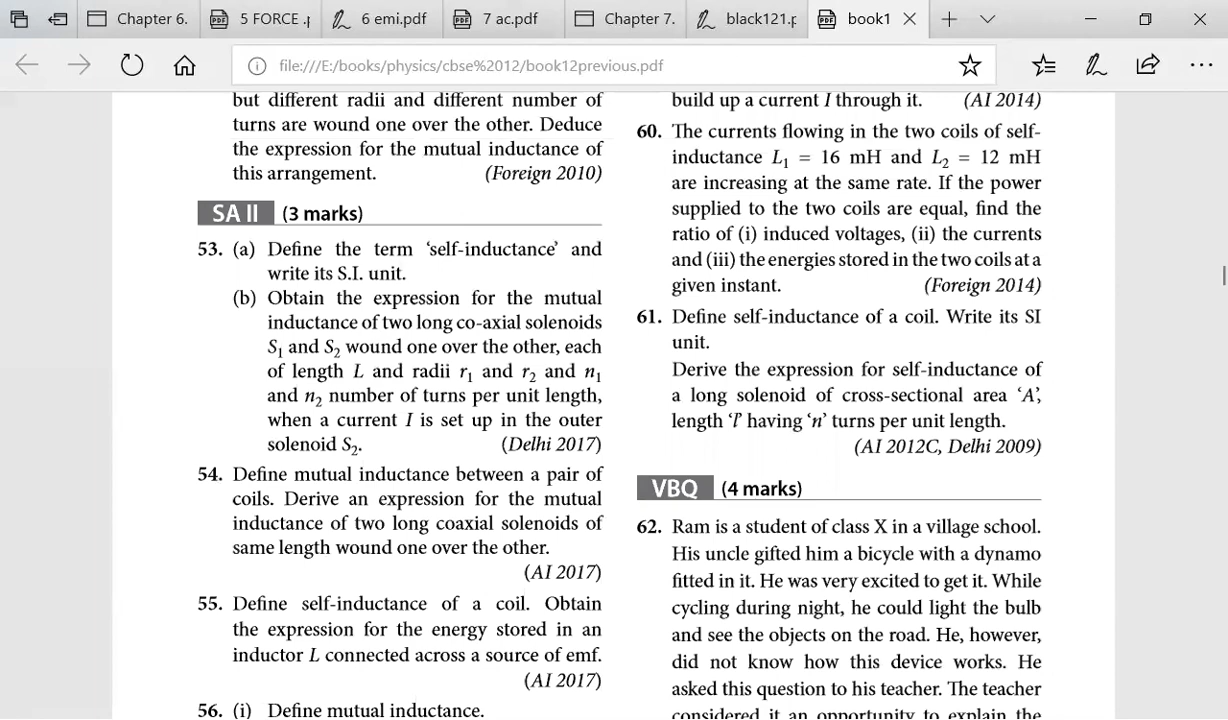 Chapter 6.
5 FORCE .p
6 emi.pdf
7 ac.pdf
Chapter 7.
black121.p
book1
file:///E:/books/physics/cbse%2012/book12previous.pdf
but different radii and different number of
turns are wound one over the other. Deduce
the expression for the mutual inductance of
this arrangement. (Foreign 2010)
SA II (3 marks)
53. (a) Define the term ‘self-inductance’ and
write its S.I. unit.
(b) Obtain the expression for the mutual
inductance of two long co-axial solenoids
S₁ and S₂ wound one over the other, each
of length L and radii r₁ and r₂ and n₁
and n₂ number of turns per unit length,
when a current I is set up in the outer
solenoid S₂. (Delhi 2017)
54. Define mutual inductance between a pair of
coils. Derive an expression for the mutual
inductance of two long coaxial solenoids of
same length wound one over the other.
(AI 2017)
55. Define self-inductance of a coil. Obtain
the expression for the energy stored in an
inductor L connected across a source of emf.
(AI 2017)
56. (i) Define mutual inductance.
build up a current I through it. (AI 2014)
60. The currents flowing in the two coils of self-
inductance L₁ = 16 mH and L₂ = 12 mH
are increasing at the same rate. If the power
supplied to the two coils are equal, find the
ratio of (i) induced voltages, (ii) the currents
and (iii) the energies stored in the two coils at a
given instant. (Foreign 2014)
61. Define self-inductance of a coil. Write its SI
unit.
Derive the expression for self-inductance of
a long solenoid of cross-sectional area ‘A’,
length ‘l’ having ‘n’ turns per unit length.
(AI 2012C, Delhi 2009)
VBQ (4 marks)
62. Ram is a student of class X in a village school.
His uncle gifted him a bicycle with a dynamo
fitted in it. He was very excited to get it. While
cycling during night, he could light the bulb
and see the objects on the road. He, however,
did not know how this device works. He
asked this question to his teacher. The teacher
considered it an opportunity to explain the